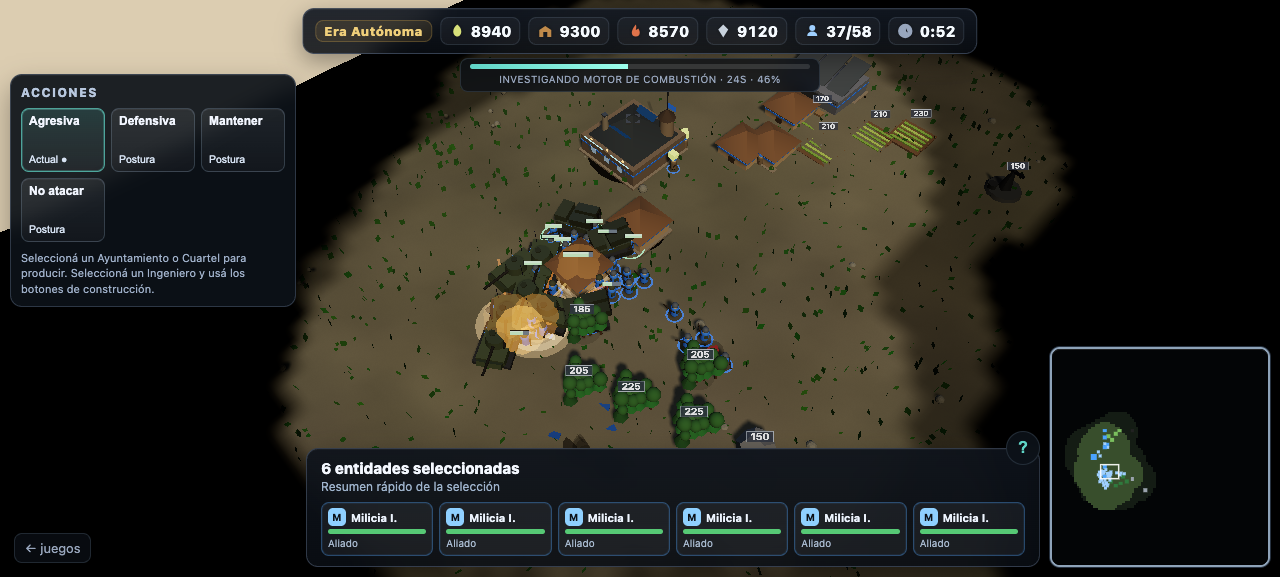 Era Autónoma
8940
9300
8570
9120
37/58
0:52
INVESTIGANDO MOTOR DE COMBUSTIÓN · 24S · 46%
ACCIONES
Agresiva
Actual ●
Defensiva
Postura
Mantener
Postura
No atacar
Postura
Seleccioná un Ayuntamiento o Cuartel para
producir. Seleccioná un Ingeniero y usá los
botones de construcción.
170
210
210
230
150
185
205
205
225
225
150
?
6 entidades seleccionadas
Resumen rápido de la selección
M Milicia I.
Aliado
M Milicia I.
Aliado
M Milicia I.
Aliado
M Milicia I.
Aliado
M Milicia I.
Aliado
M Milicia I.
Aliado
← juegos